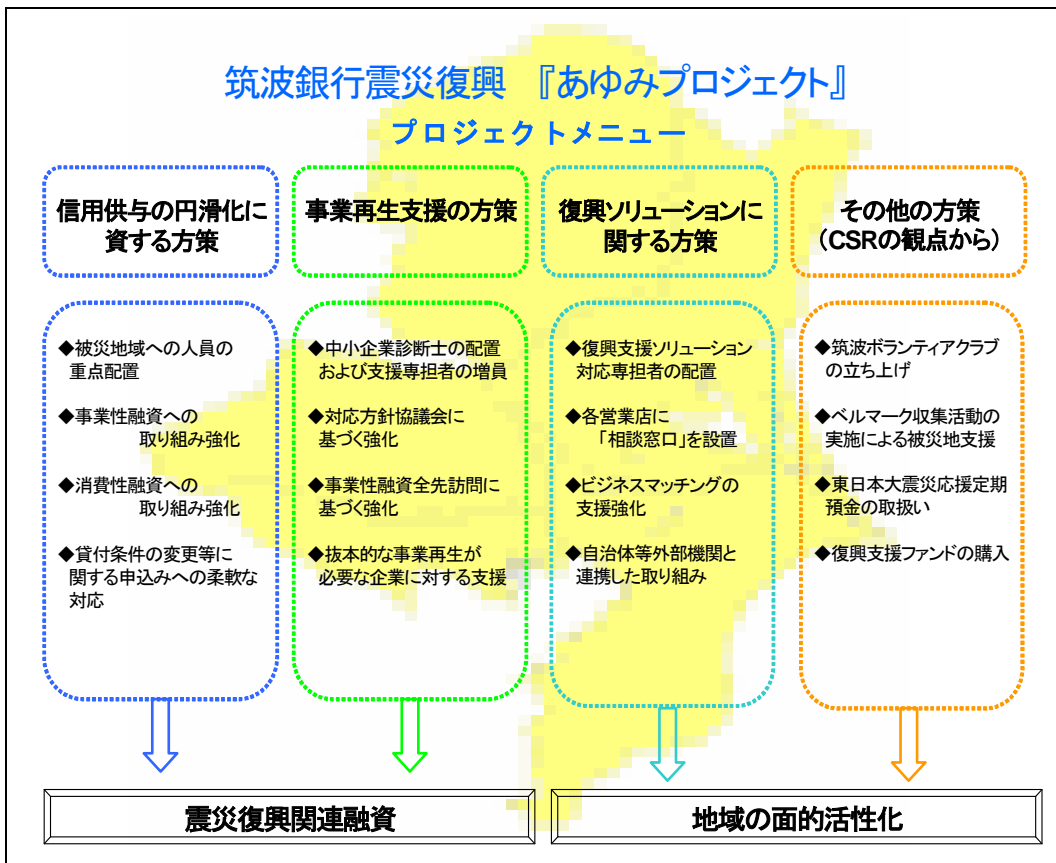 筑波銀行震災復興 『あゆみプロジェクト』
プロジェクトメニュー
信用供与の円滑化に
資する方策
◆被災地域への人員の
重点配置
◆事業性融資への
取り組み強化
◆消費性融資への
取り組み強化
◆貸付条件の変更等に
関する申込みへの柔軟な
対応
事業再生支援の方策
◆中小企業診断士の配置
および支援専担者の増員
◆対応方針協議会に
基づく強化
◆事業性融資全先訪問に
基づく強化
◆抜本的な事業再生が
必要な企業に対する支援
復興ソリューションに
関する方策
◆復興支援ソリューション
対応専担者の配置
◆各営業店に
「相談窓口」を設置
◆ビジネスマッチングの
支援強化
◆自治体等外部機関と
連携した取り組み
その他の方策
(CSRの観点から)
◆筑波ボランティアクラブ
の立ち上げ
◆ベルマーク収集活動の
実施による被災地支援
◆東日本大震災応援定期
預金の取扱い
◆復興支援ファンドの購入
震災復興関連融資
地域の面的活性化